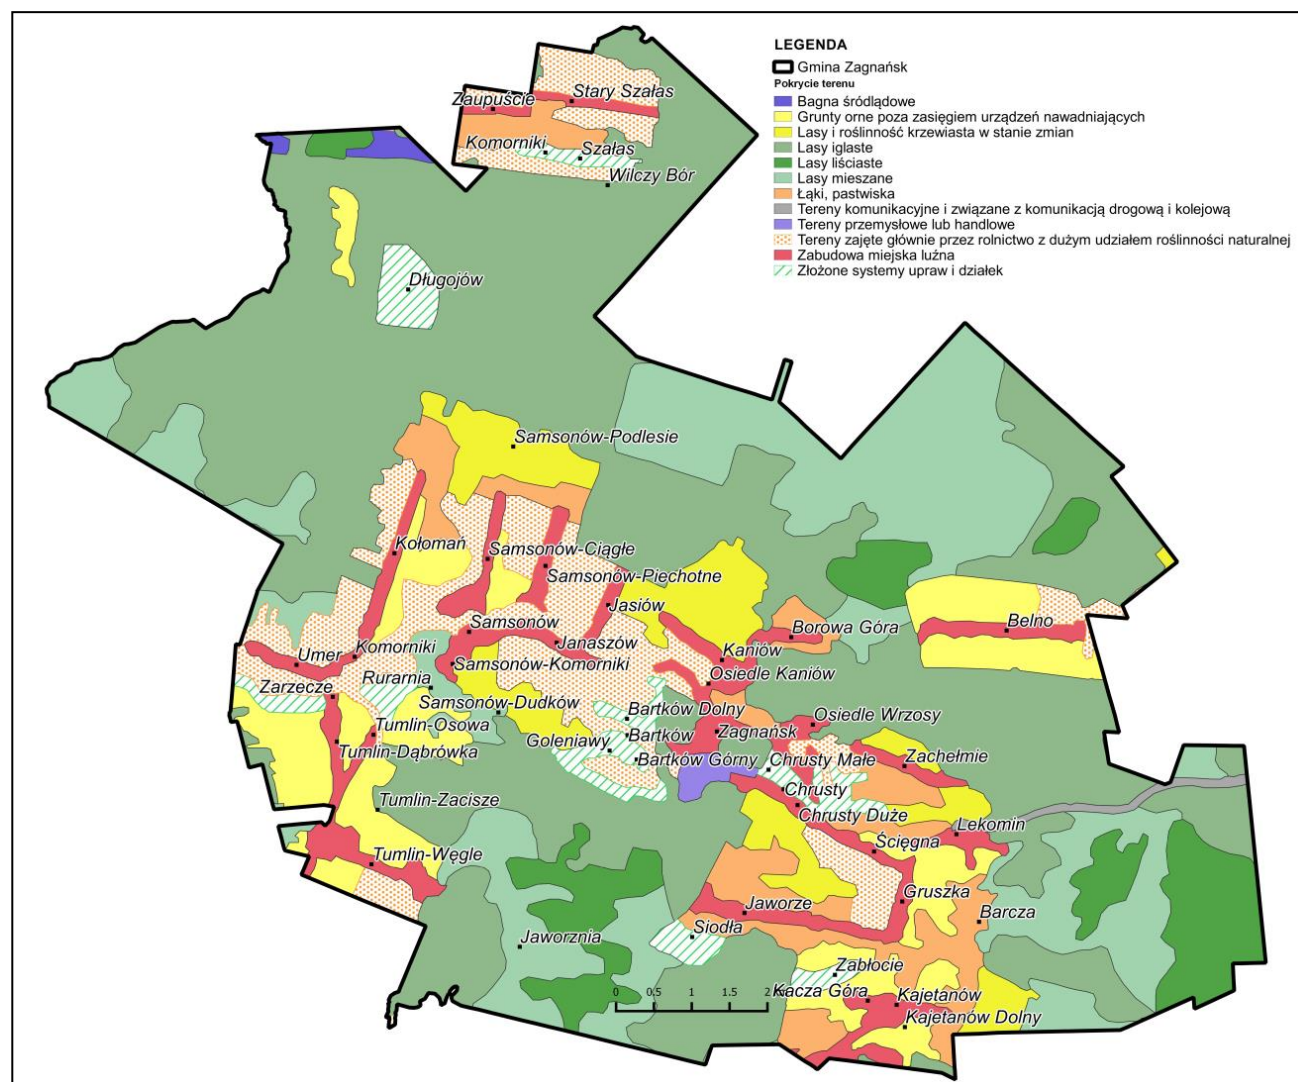 LEGENDA
Gmina Zagnańsk
Pokrycie terenu
Bagna śródlądowe
Grunty orne poza zasięgiem urządzeń nawadniających
Lasy i roślinność krzewiasta w stanie zmian
Lasy iglaste
Lasy liściaste
Lasy mieszane
Łąki, pastwiska
Tereny komunikacyjne i związane z komunikacją drogową i kolejową
Tereny przemysłowe lub handlowe
Tereny zajęte głównie przez rolnictwo z dużym udziałem roślinności naturalnej
Zabudowa miejska luźna
Złożone systemy upraw i działek
Zaupuście
Stary Szałas
Komorniki
Szałas
Wilczy Bór
Długojów
Samsonów-Podlesie
Kołomań
Samsonów-Ciągłe
Samsonów-Piechotne
Jasiów
Samsonów
Janaszów
Borowa Góra
Belno
Umer
Komorniki
Samsonów-Komorniki
Kaniów
Rurarnia
Osiedle Kaniów
Zarzecze
Samsonów-Dudków
Bartków Dolny
Osiedle Wrzosy
Tumlin-Osowa
Bartków
Zagnańsk
Tumlin-Dąbrówka
Goleniawy
Bartków Górny
Chrusty Małe
Zachełmie
Chrusty
Tumlin-Zacisze
Chrusty Duże
Lekomin
Ścięgna
Tumlin-Węgle
Gruszka
Jaworze
Barcza
Siodła
Jaworznia
Zabłocie
Kacza Góra
Kajetanów
Kajetanów Dolny
0 0.5 1 1.5 2